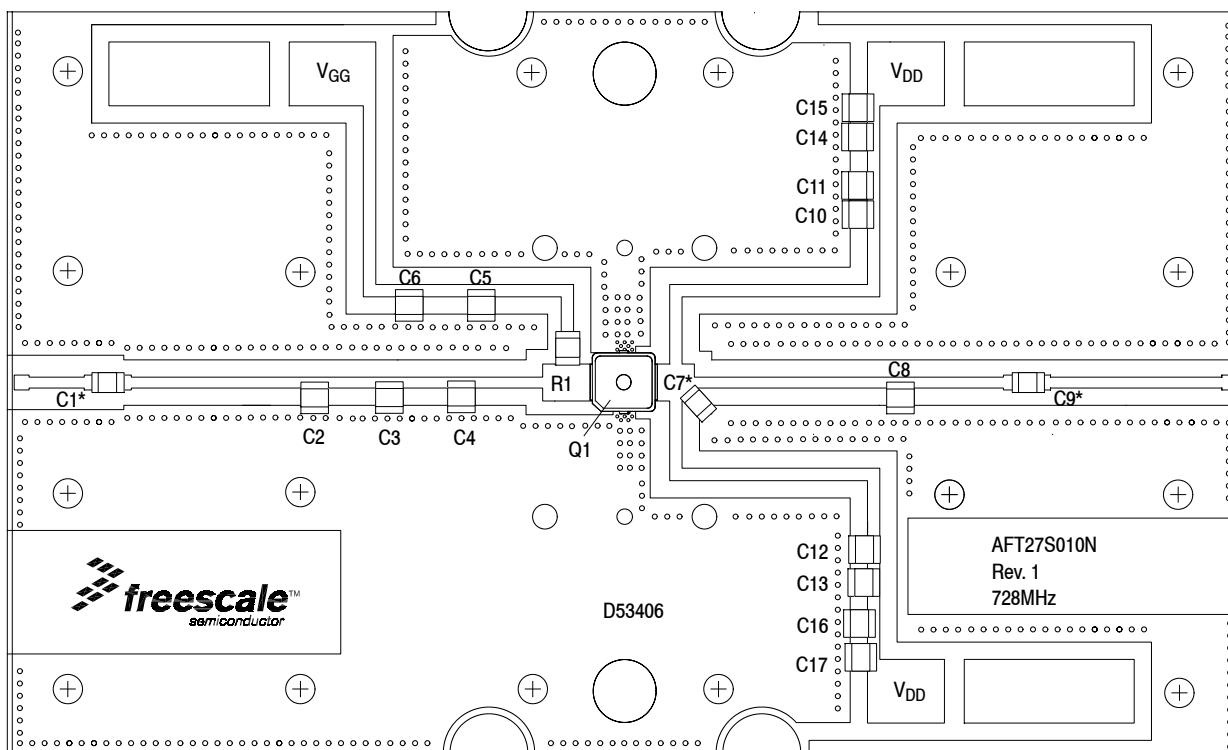 VGG
VDD
C15
C14
C11
C10
C6
C5
C8
C1*
R1
C7*
C9*
C2
C3
C4
Q1
C12
C13
C16
C17
AFT27S010N
Rev. 1
728MHz
freescale™
semiconductor
D53406
VDD